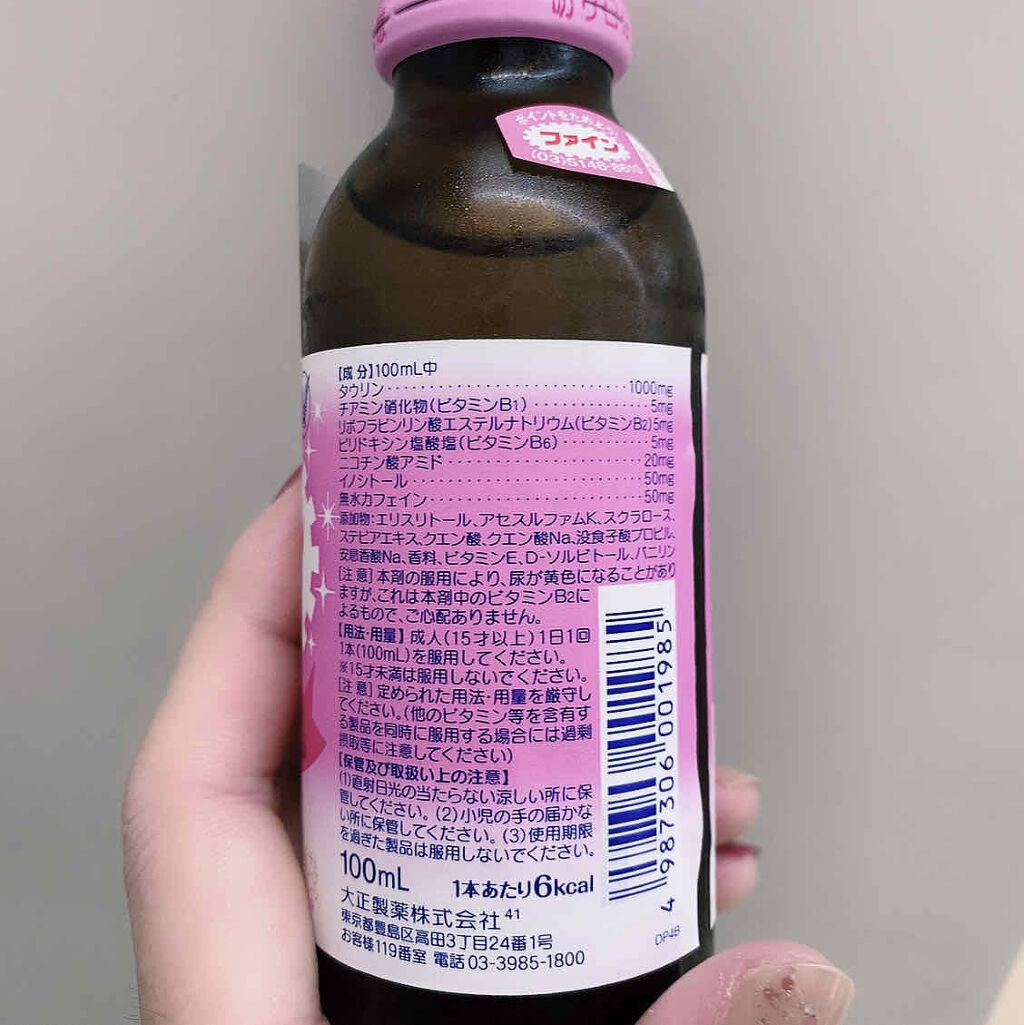 ポイントをためよう
ファイン
【成分】100mL中
タウリン‥‥‥‥‥‥‥‥‥‥‥‥1000mg
チアミン硝化物(ビタミンB1)‥‥‥‥‥‥5mg
リボフラビンリン酸エステルナトリウム(ビタミンB2)5mg
ピリドキシン塩酸塩(ビタミンB6)‥‥‥‥‥5mg
ニコチン酸アミド‥‥‥‥‥‥‥‥‥‥20mg
イノシトール‥‥‥‥‥‥‥‥‥‥‥50mg
無水カフェイン‥‥‥‥‥‥‥‥‥‥50mg
添加物:エリスリトール、アセスルファムK、スクラロース、
ステビアエキス、クエン酸、クエン酸Na、没食子酸プロピル、
安息香酸Na、香料、ビタミンE、D-ソルビトール、バニリン
[注意]本剤の服用により、尿が黄色になることがあり
ますが、これは本剤中のビタミンB2に
よるもので、ご心配ありません。
【用法・用量】成人(15才以上)1日1回
1本(100mL)を服用してください。
※15才未満は服用しないでください。
[注意]定められた用法・用量を厳守し
てください。(他のビタミン等を含有す
る製品を同時に服用する場合には過剰
摂取等に注意してください)
【保管及び取扱い上の注意】
(1)直射日光の当たらない涼しい所に保
管してください。(2)小児の手の届かな
い所に保管してください。(3)使用期限
を過ぎた製品は服用しないでください。
100mL 1本あたり6kcal
大正製薬株式会社 41
東京都豊島区高田3丁目24番1号
お客様119番室 電話03-3985-1800
DP4B
4 987306 001985